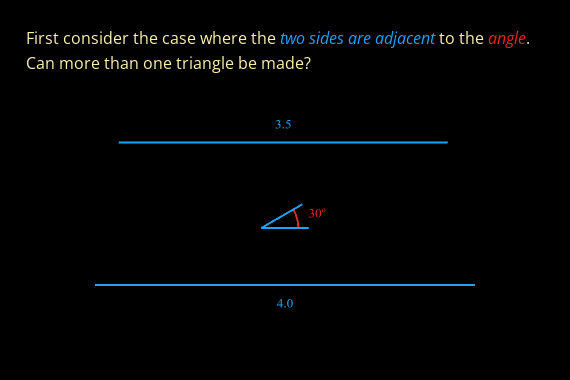 First consider the case where the two sides are adjacent to the angle.
Can more than one triangle be made?
3.5
30°
4.0